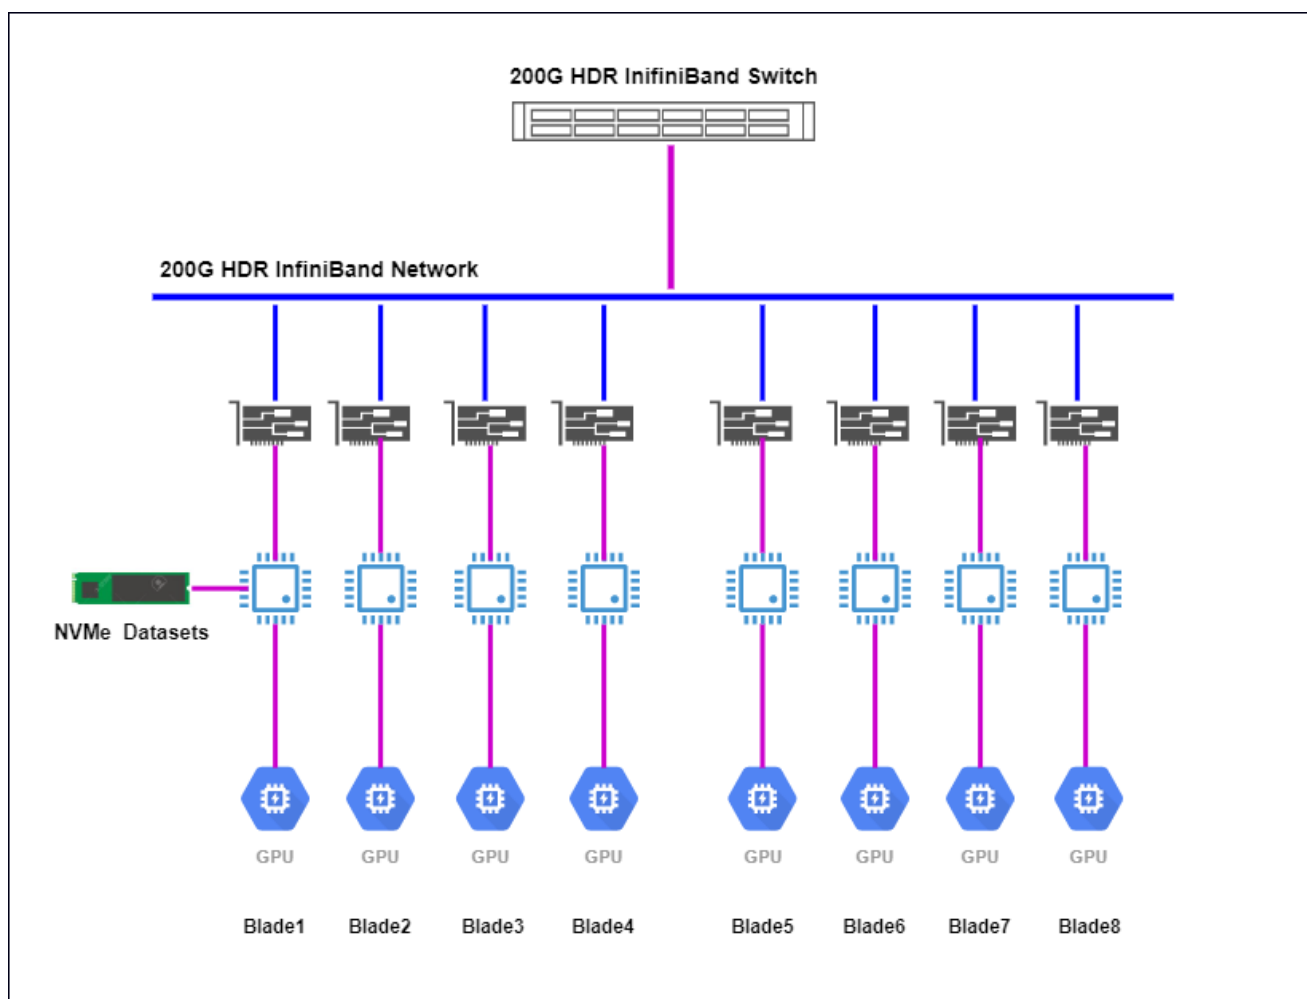 200G HDR InifiniBand Switch
200G HDR InfiniBand Network
NVMe Datasets
GPU GPU GPU GPU GPU GPU GPU GPU
Blade1 Blade2 Blade3 Blade4 Blade5 Blade6 Blade7 Blade8